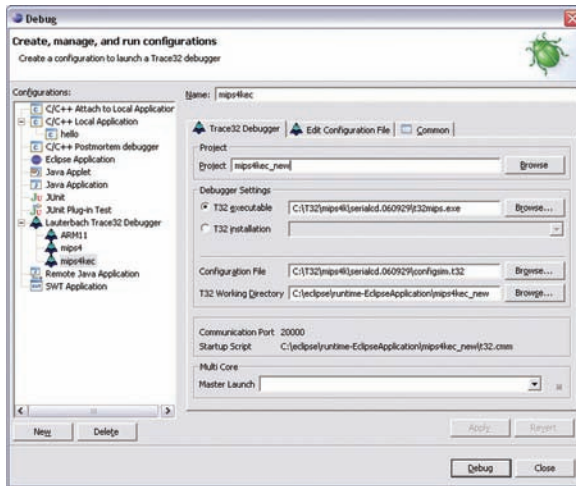 Debug
Create, manage, and run configurations
Create a configuration to launch a Trace32 debugger
Configurations:
C/C++ Attach to Local Application
C/C++ Local Application
hello
C/C++ Postmortem debugger
Eclipse Application
Java Applet
Java Application
JUnit
JUnit Plug-in Test
Lauterbach Trace32 Debugger
ARM11
mips4
mips4kec
Remote Java Application
SWT Application
New
Delete
Name: mips4kec
Trace32 Debugger
Edit Configuration File
Common
Project
Project mips4kec_new
Browse
Debugger Settings
T32 executable C:\T32\mips4k\serialcd.060929\t32mips.exe Browse...
T32 installation
Configuration File C:\T32\mips4k\serialcd.060929\configsim.t32 Browse...
T32 Working Directory C:\eclipse\runtime-EclipseApplication\mips4kec_new Browse...
Communication Port 20000
Startup Script C:\eclipse\runtime-EclipseApplication\mips4kec_new\t32.cmm
Multi Core
Master Launch
Apply
Revert
Debug
Close